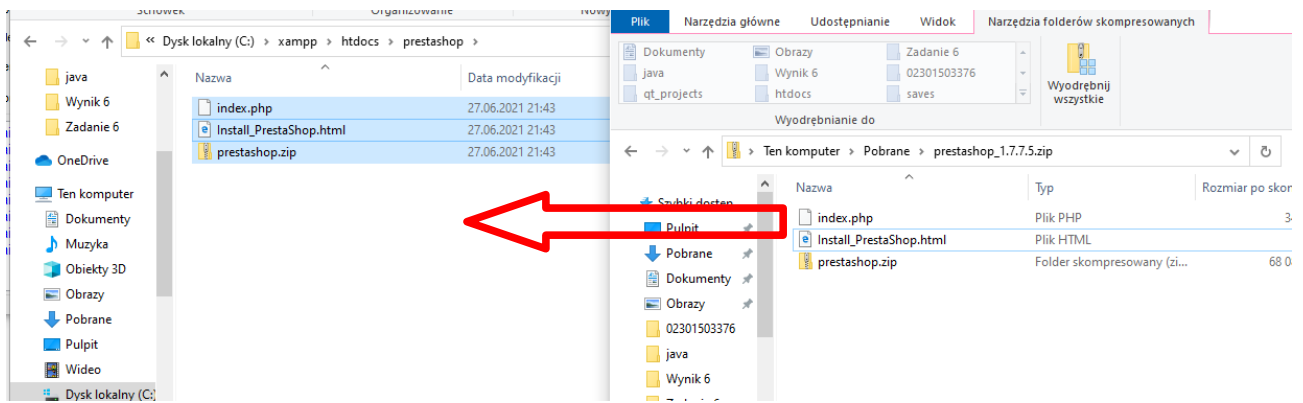 Schowek
Organizowanie
« Dysk lokalny (C:) › xampp › htdocs › prestashop ›
java
Wynik 6
Zadanie 6
OneDrive
Ten komputer
Dokumenty
Muzyka
Obiekty 3D
Obrazy
Pobrane
Pulpit
Wideo
Dysk lokalny (C:)
Nazwa Data modyfikacji
index.php 27.06.2021 21:43
Install_PrestaShop.html 27.06.2021 21:43
prestashop.zip 27.06.2021 21:43
Plik Narzędzia główne Udostępnianie Widok Narzędzia folderów skompresowanych
Dokumenty Obrazy Zadanie 6
java Wynik 6 02301503376
qt_projects htdocs saves
Wyodrębnij
wszystkie
Wyodrębnianie do
› Ten komputer › Pobrane › prestashop_1.7.7.5.zip
Szybki dostęp
Pulpit
Pobrane
Dokumenty
Obrazy
02301503376
java
Wynik 6
Nazwa Typ Rozmiar po
index.php Plik PHP
Install_PrestaShop.html Plik HTML
prestashop.zip Folder skompresowany (zi... 68